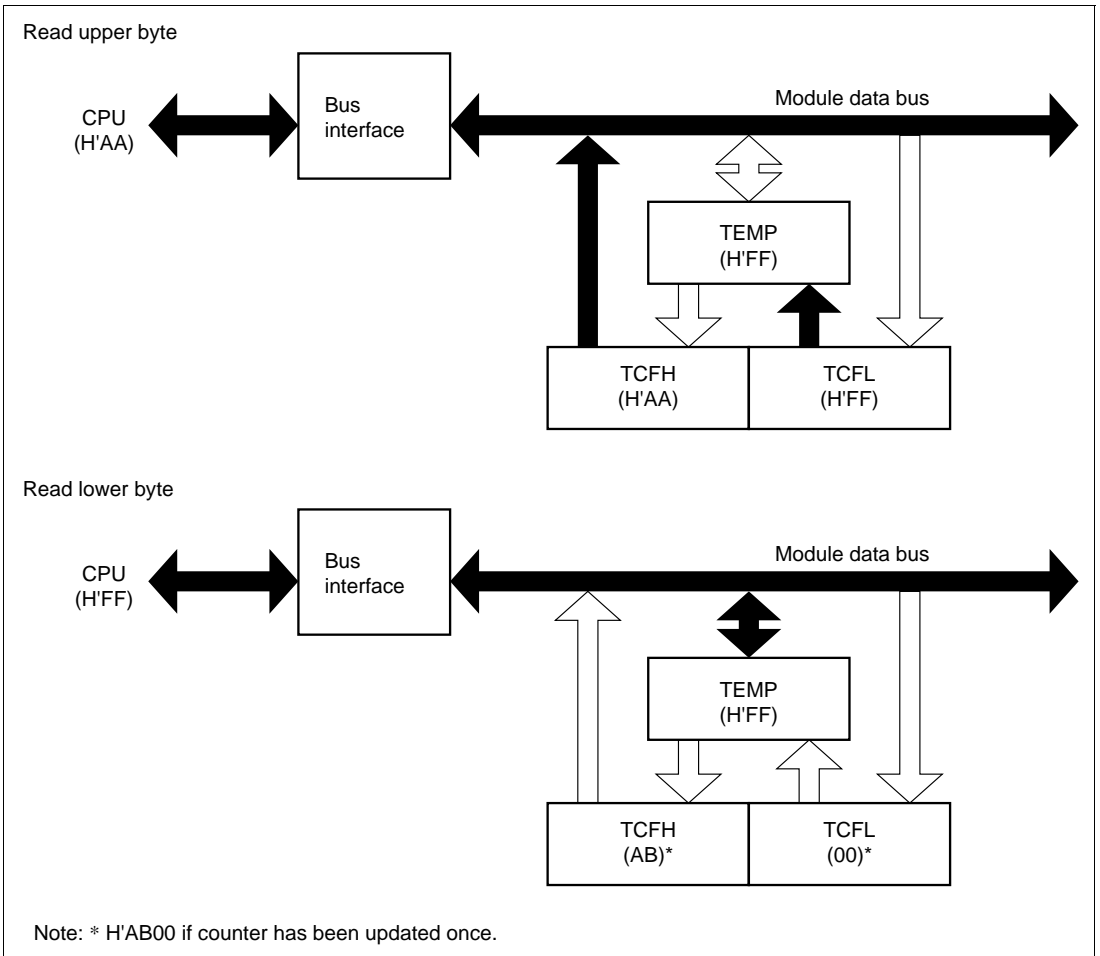 Read upper byte
CPU
(H'AA)
Bus
interface
Module data bus
TEMP
(H'FF)
TCFH
(H'AA)
TCFL
(H'FF)
Read lower byte
CPU
(H'FF)
Bus
interface
Module data bus
TEMP
(H'FF)
TCFH
(AB)*
TCFL
(00)*
Note: * H'AB00 if counter has been updated once.